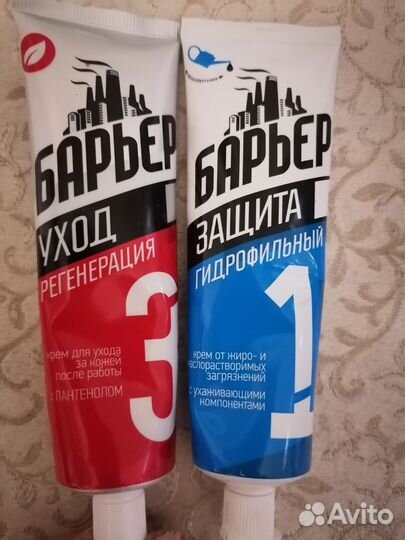 БАРЬЕР
УХОД
РЕГЕНЕРАЦИЯ
3
крем для ухода
за кожей
после работы
с ПАНТЕНОЛОМ
БАРЬЕР
ЗАЩИТА
ГИДРОФИЛЬНЫЙ
1
крем от жиро- и
маслорастворимых
загрязнений
с ухаживающими
компонентами
Avito